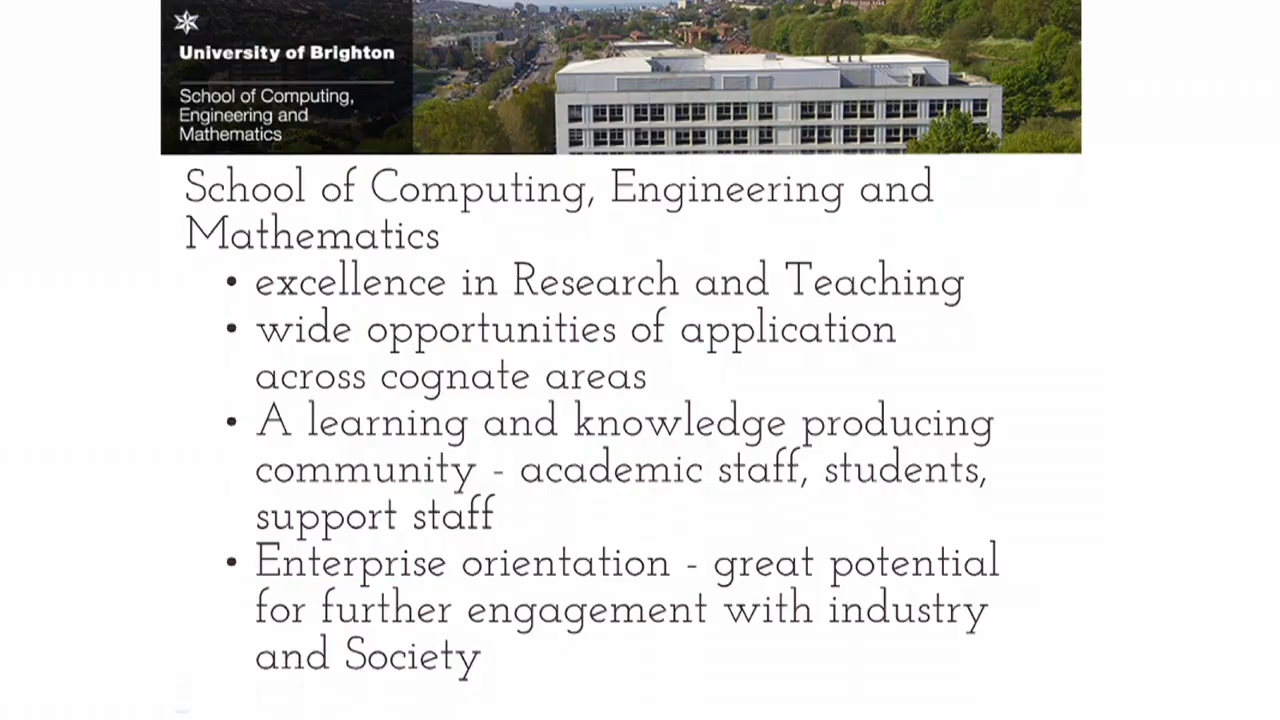 University of Brighton
School of Computing,
Engineering and
Mathematics
School of Computing, Engineering and
Mathematics
• excellence in Research and Teaching
• wide opportunities of application
across cognate areas
• A learning and knowledge producing
community - academic staff, students,
support staff
• Enterprise orientation - great potential
for further engagement with industry
and Society